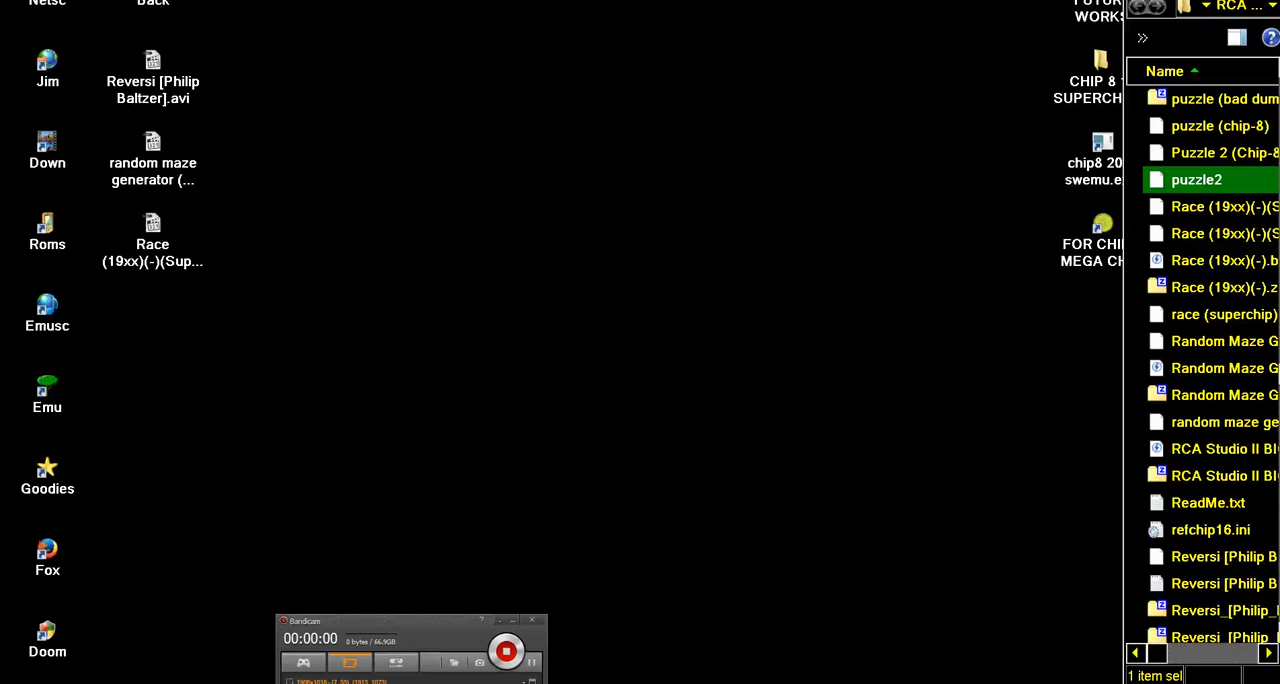 Netsc
Back
Jim
Reversi [Philip
Baltzer].avi
Down
random maze
generator (...
Roms
Race
(19xx)(-)(Sup...
Emusc
Emu
Goodies
Fox
Doom
WORKS
CHIP 8
SUPERCH
chip8 20
swemu.e
FOR CHI
MEGA CH
Bandicam
?
00:00:00
0 bytes / 66.9GB
RCA ...
»
?
Name
puzzle (bad dum
puzzle (chip-8)
Puzzle 2 (Chip-8
puzzle2
Race (19xx)(-)(S
Race (19xx)(-)(S
Race (19xx)(-).b
Race (19xx)(-).z
race (superchip)
Random Maze G
Random Maze G
Random Maze G
random maze ge
RCA Studio II BI
RCA Studio II BI
ReadMe.txt
refchip16.ini
Reversi [Philip B
Reversi [Philip B
Reversi_[Philip_
Reversi_[Philip_
1 item sel